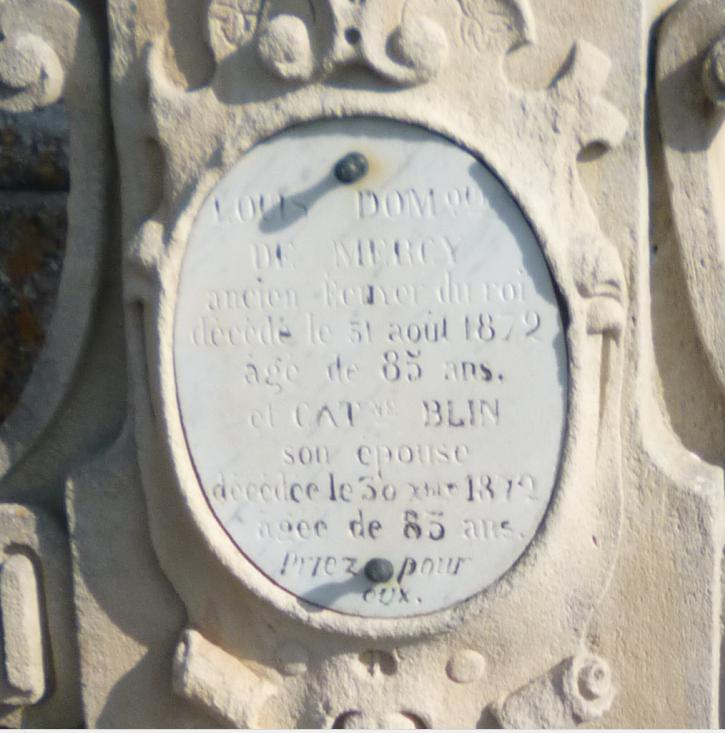 LOUIS DOMQUE
DE MERCY
ancien Ecuyer du roi
décédé le 31 août 1872
âgé de 85 ans.
et CATNE BLIN
son épouse
décédée le 30 xbre 1872
âgée de 85 ans.
Priez pour
eux.